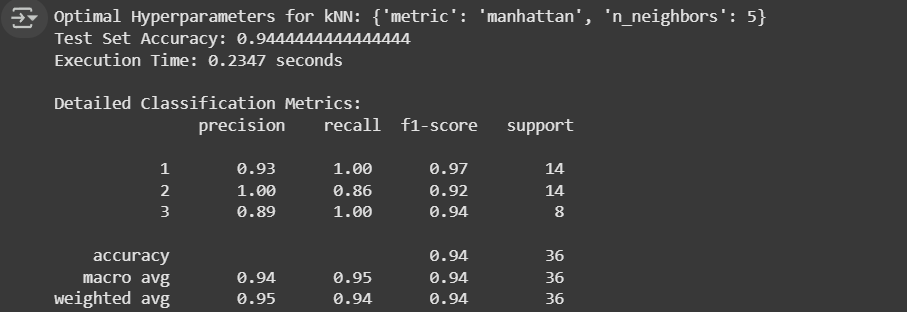 Optimal Hyperparameters for kNN: {'metric': 'manhattan', 'n_neighbors': 5}
Test Set Accuracy: 0.9444444444444444
Execution Time: 0.2347 seconds
Detailed Classification Metrics:
precision recall f1-score support
1 0.93 1.00 0.97 14
2 1.00 0.86 0.92 14
3 0.89 1.00 0.94 8
accuracy 0.94 36
macro avg 0.94 0.95 0.94 36
weighted avg 0.95 0.94 0.94 36